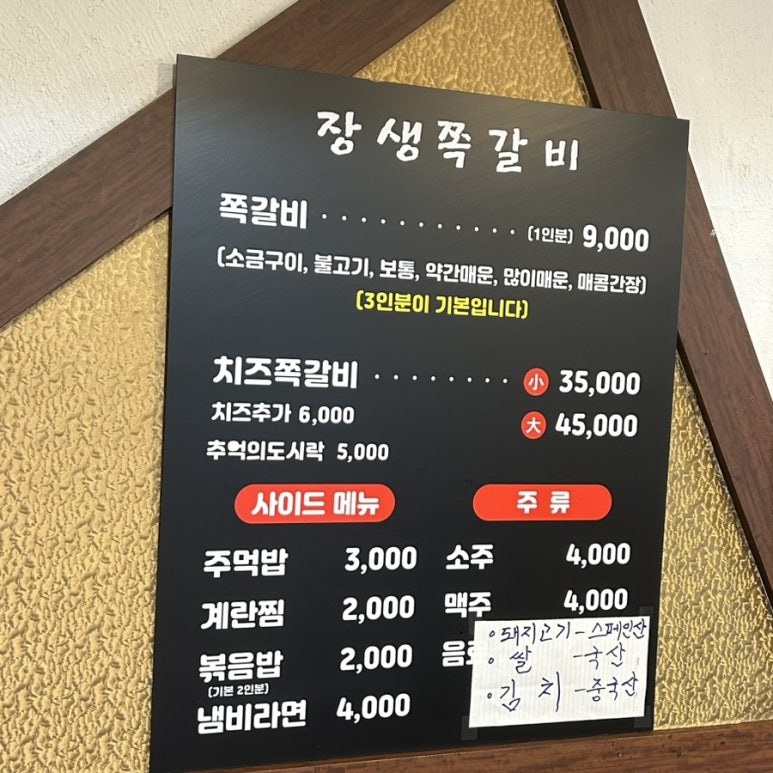 장생쪽갈비
쪽갈비 . . . . . . . . . . . . (1인분) 9,000
(소금구이, 불고기, 보통, 약간매운, 많이매운, 매콤간장)
(3인분이 기본입니다)
치즈쪽갈비 . . . . . . . . 小 35,000
치즈추가 6,000 大 45,000
추억의도시락 5,000
사이드 메뉴 주 류
주먹밥 3,000 소주 4,000
계란찜 2,000 맥주 4,000
볶음밥 2,000
(기본 2인분)
냄비라면 4,000
• 돼지고기 - 스페인산
• 쌀 - 국산
• 김치 - 중국산